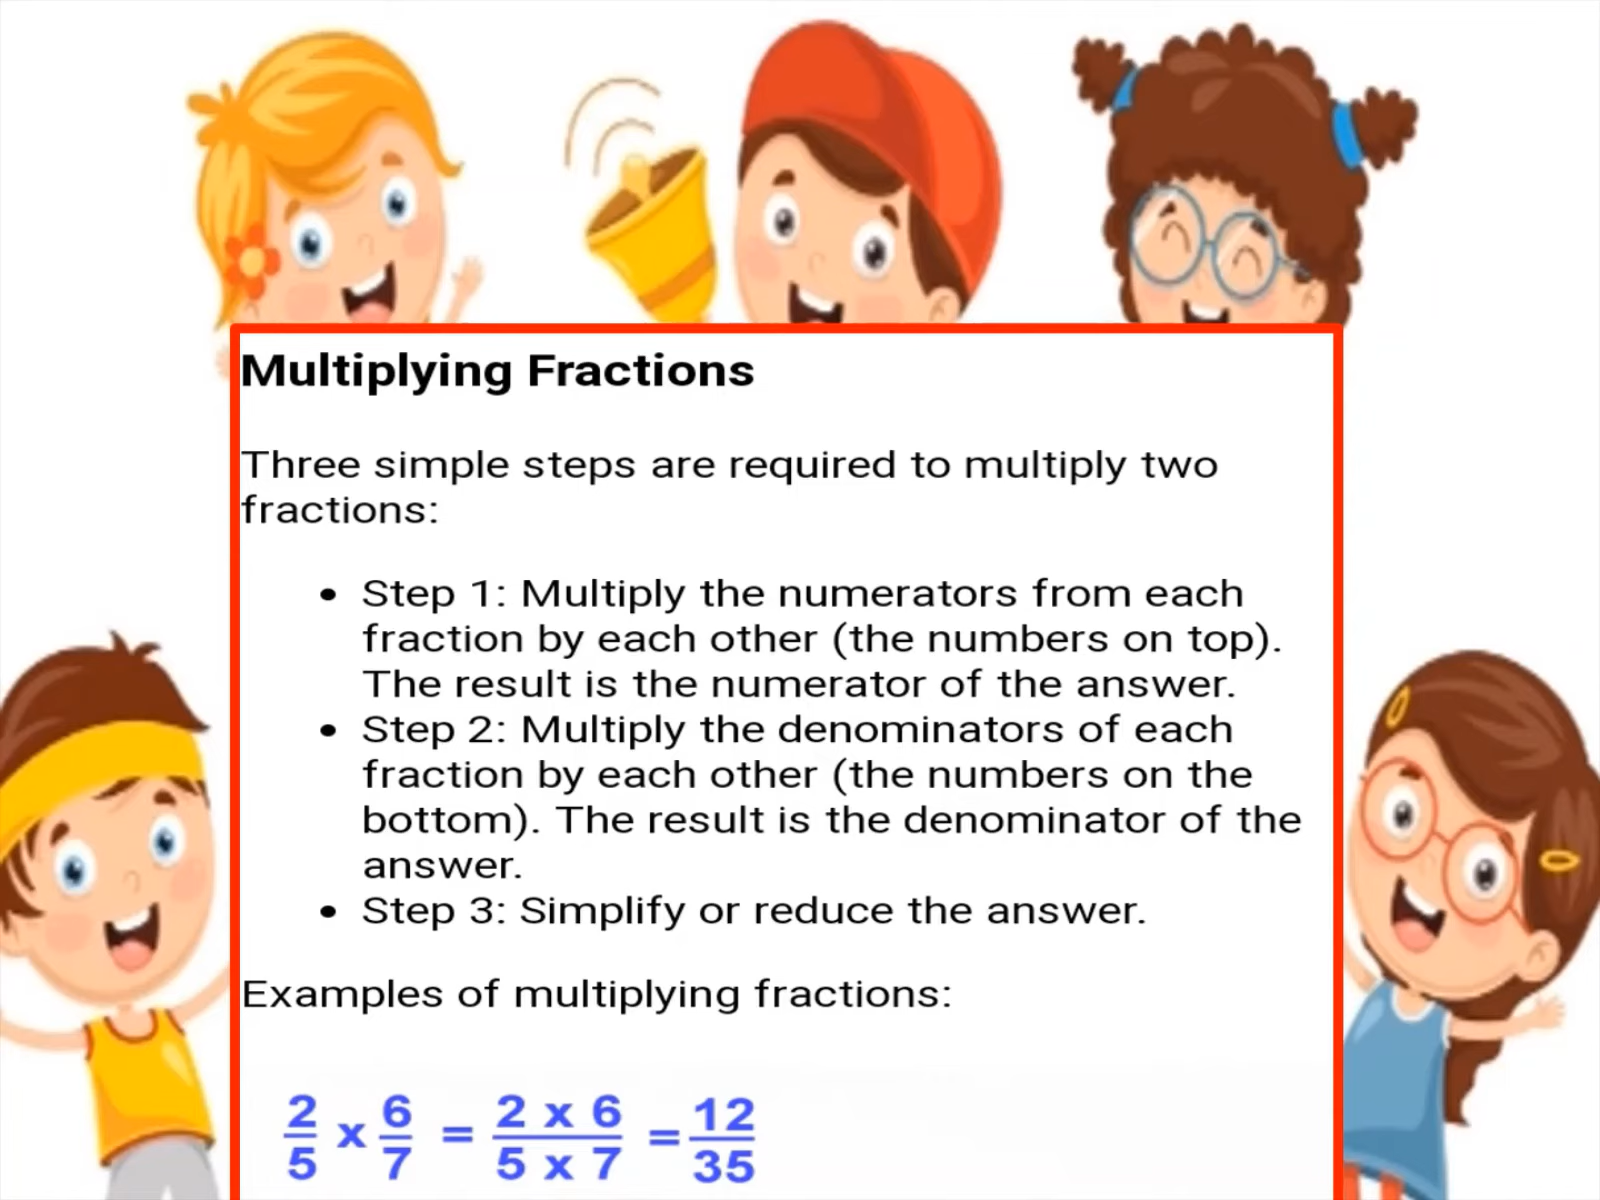 Multiplying Fractions
Three simple steps are required to multiply two
fractions:
• Step 1: Multiply the numerators from each
fraction by each other (the numbers on top).
The result is the numerator of the answer.
• Step 2: Multiply the denominators of each
fraction by each other (the numbers on the
bottom). The result is the denominator of the
answer.
• Step 3: Simplify or reduce the answer.
Examples of multiplying fractions:
2/5 x 6/7 = 2 x 6/5 x 7 = 12/35